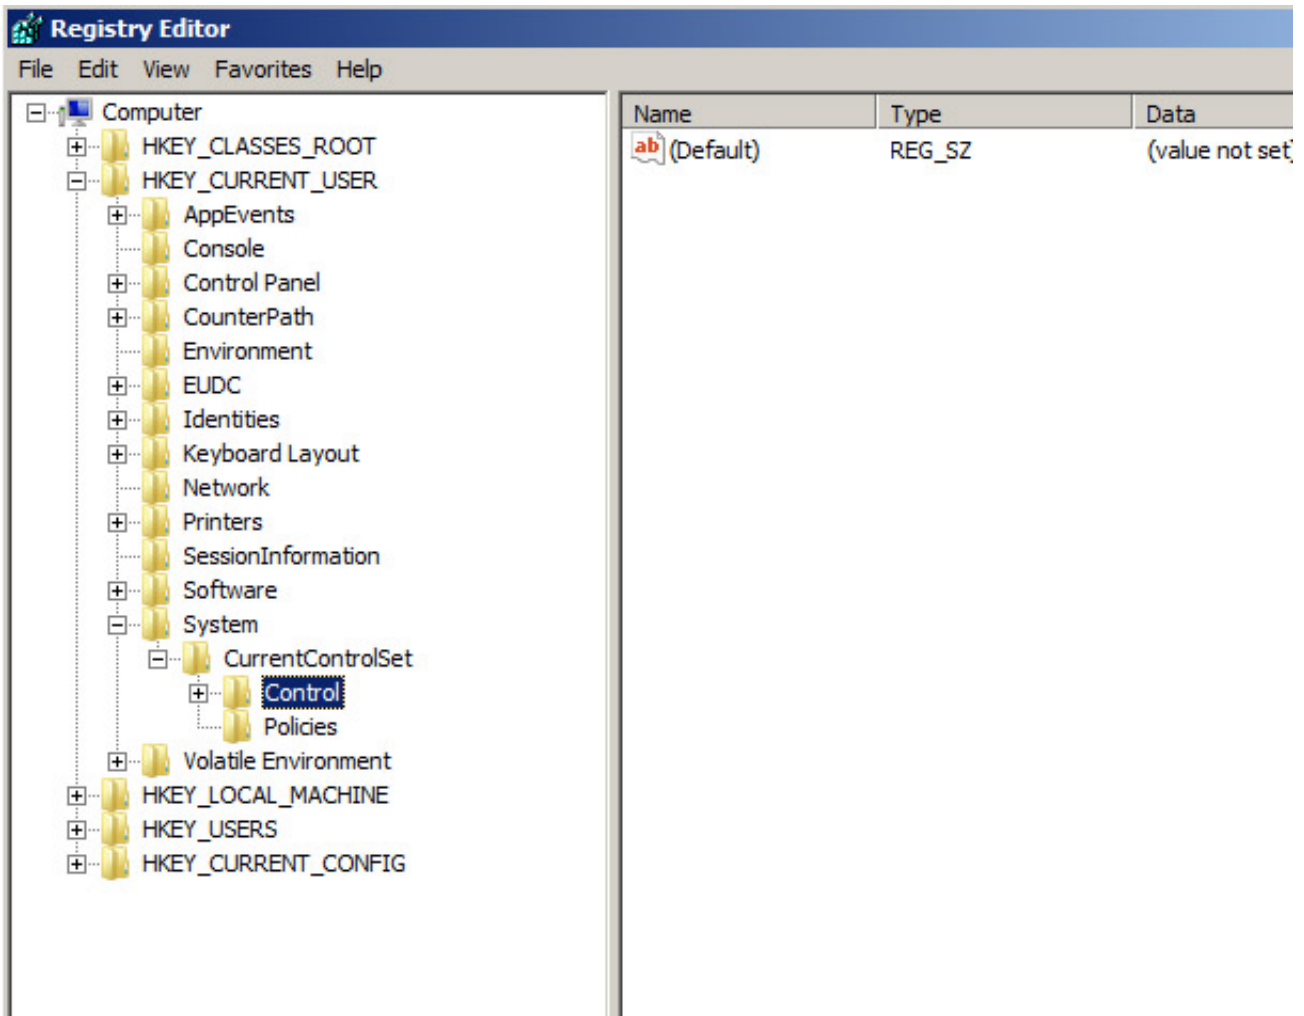 Registry Editor
File Edit View Favorites Help
Computer
HKEY_CLASSES_ROOT
HKEY_CURRENT_USER
AppEvents
Console
Control Panel
CounterPath
Environment
EUDC
Identities
Keyboard Layout
Network
Printers
SessionInformation
Software
System
CurrentControlSet
Control
Policies
Volatile Environment
HKEY_LOCAL_MACHINE
HKEY_USERS
HKEY_CURRENT_CONFIG
Name Type Data
ab (Default) REG_SZ (value not set)